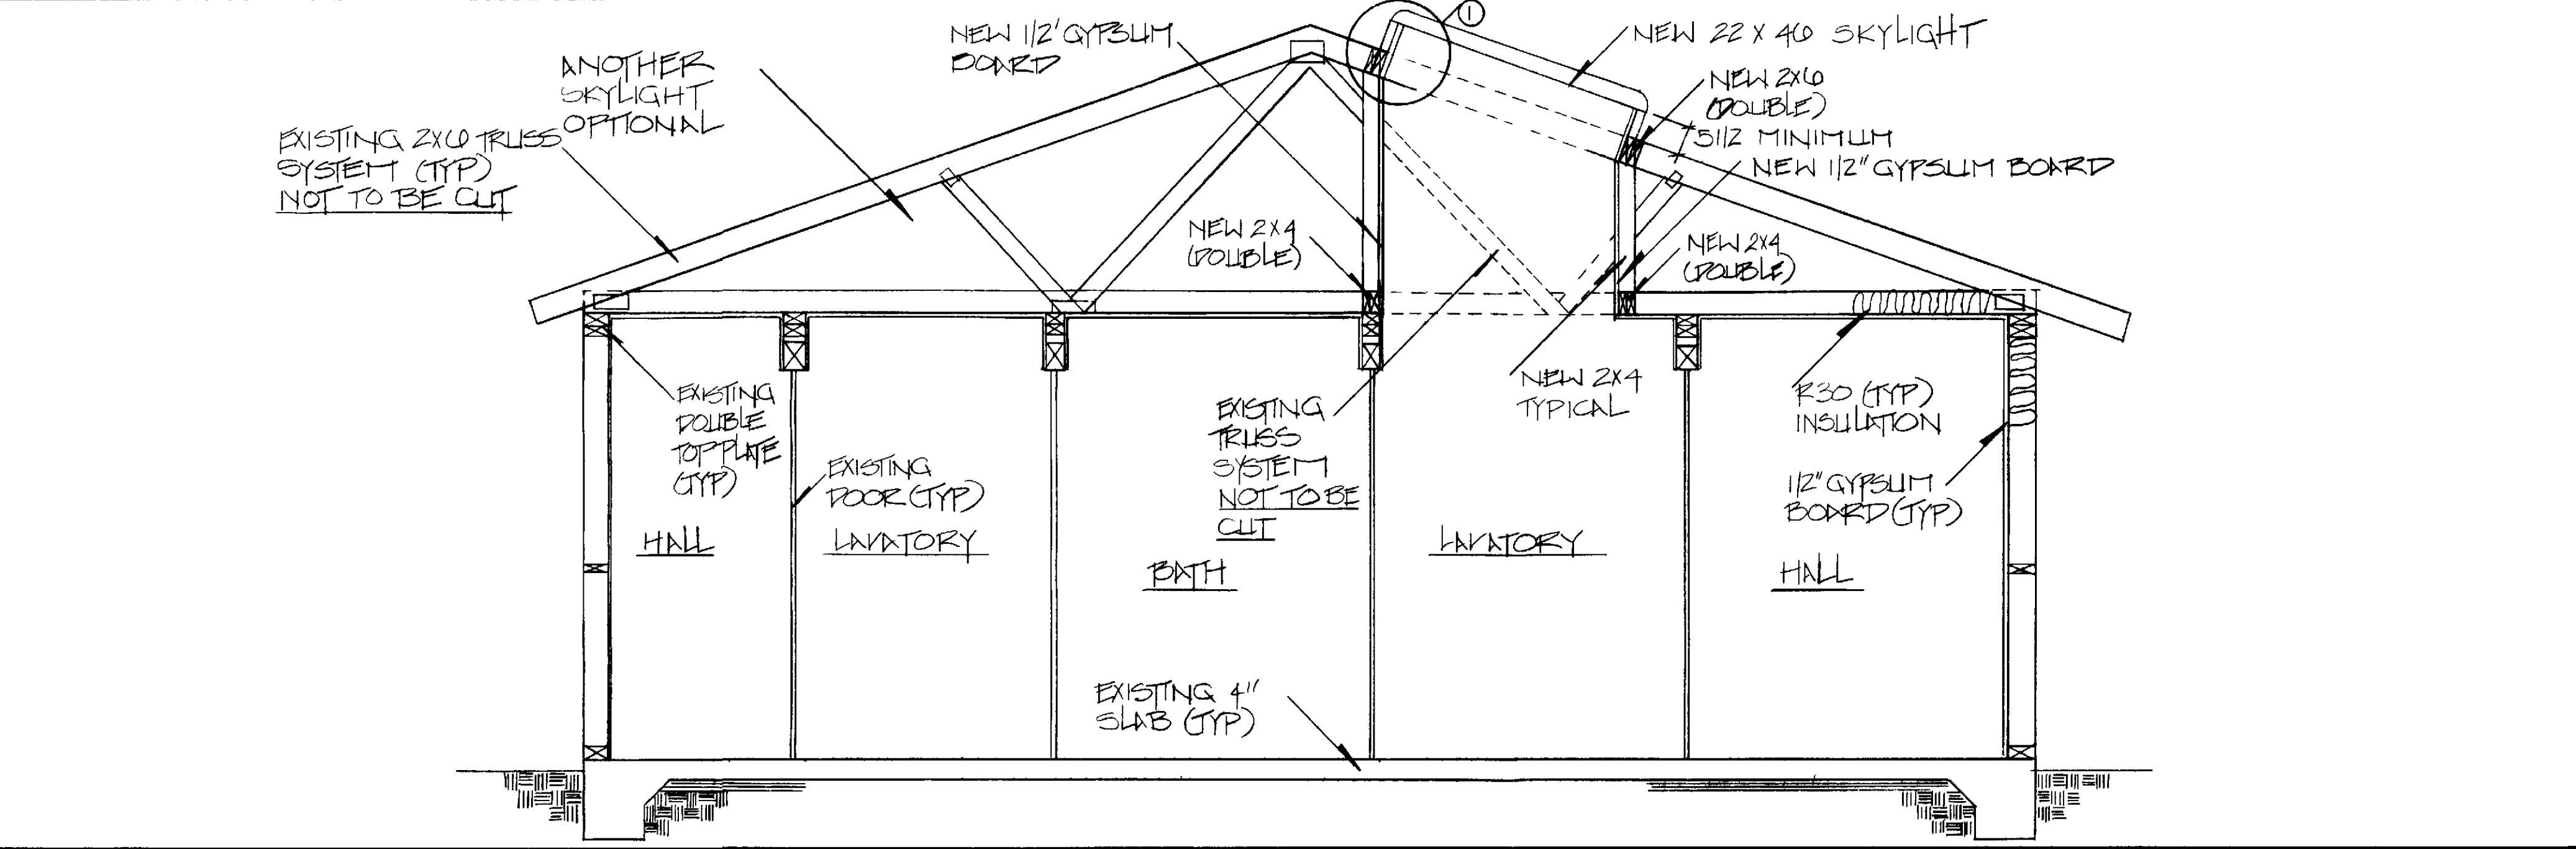 ANOTHER
SKYLIGHT
OPTIONAL
EXISTING 2X6 TRUSS
SYSTEM (TYP)
NOT TO BE CUT
NEW 1/2' GYPSUM
BOARD
1
NEW 22 X 46 SKYLIGHT
NEW 2X6
(DOUBLE)
51/2 MINIMUM
NEW 1/2" GYPSUM BOARD
NEW 2X4
(DOUBLE)
NEW 2X4
(DOUBLE)
EXISTING
DOUBLE
TOP PLATE
(TYP)
EXISTING
DOOR (TYP)
EXISTING
TRUSS
SYSTEM
NOT TO BE
CUT
NEW 2X4
TYPICAL
R30 (TYP)
INSULATION
1/2" GYPSUM
BOARD (TYP)
HALL
LAVATORY
BATH
LAVATORY
HALL
EXISTING 4"
SLAB (TYP)